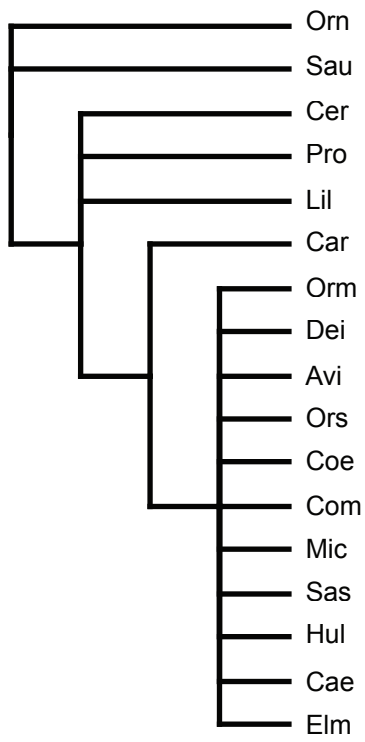 Orn
Sau
Cer
Pro
Lil
Car
Orm
Dei
Avi
Ors
Coe
Com
Mic
Sas
Hul
Cae
Elm